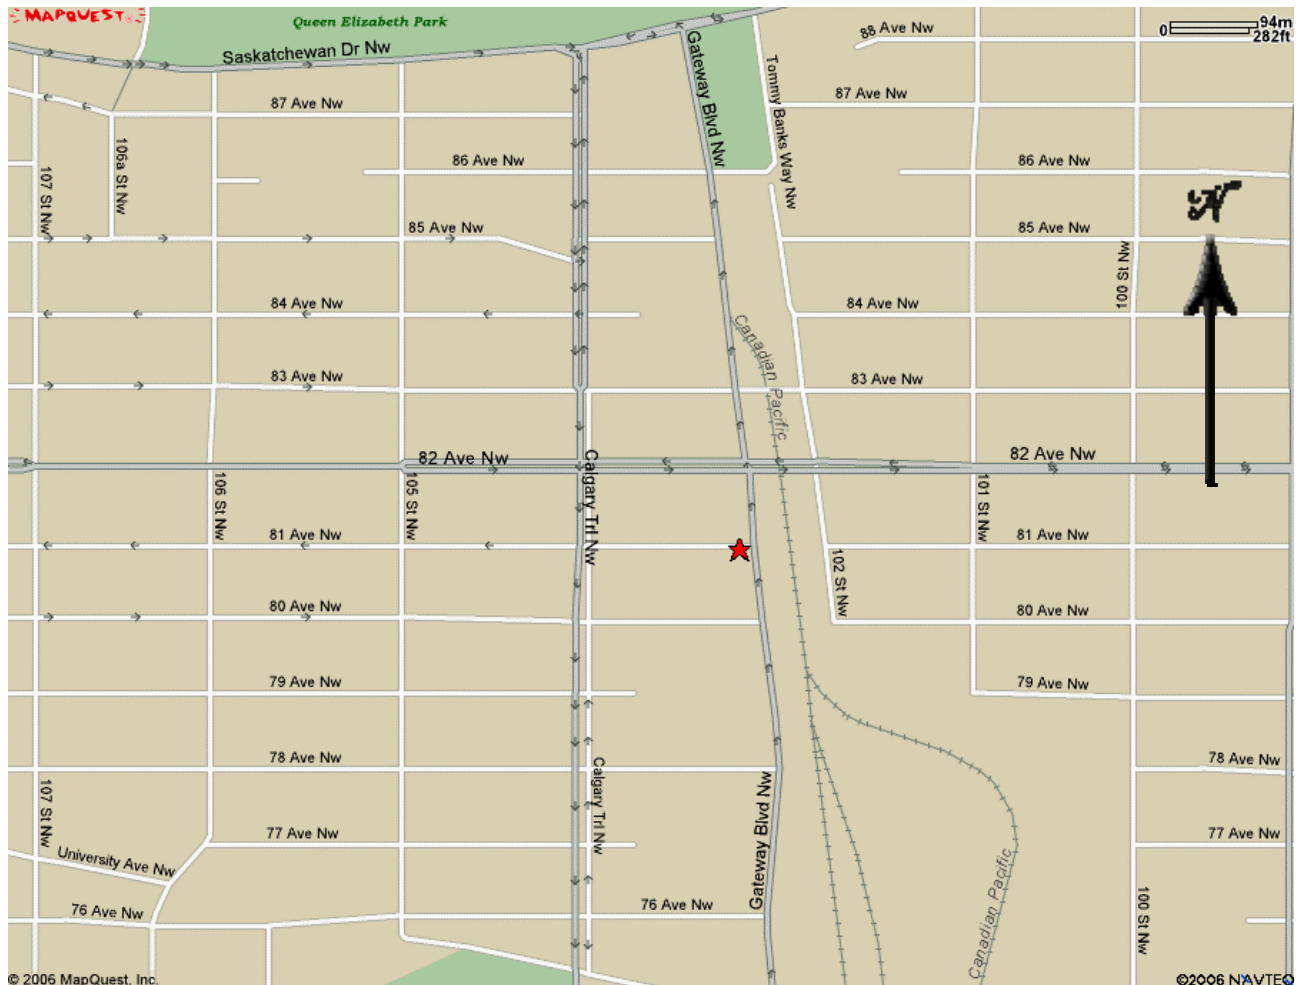 MAPQUEST
Queen Elizabeth Park
94m
0
282ft
88 Ave Nw
Saskatchewan Dr Nw
Gateway Blvd Nw
Tommy Banks Way Nw
87 Ave Nw
87 Ave Nw
106a St Nw
107 St Nw
86 Ave Nw
86 Ave Nw
N
85 Ave Nw
85 Ave Nw
100 St Nw
84 Ave Nw
84 Ave Nw
Canadian Pacific
83 Ave Nw
83 Ave Nw
82 Ave Nw
82 Ave Nw
Calgary Trl Nw
106 St Nw
105 St Nw
101 St Nw
81 Ave Nw
81 Ave Nw
102 St Nw
80 Ave Nw
80 Ave Nw
79 Ave Nw
79 Ave Nw
78 Ave Nw
78 Ave Nw
Calgary Trl Nw
Gateway Blvd Nw
107 St Nw
77 Ave Nw
77 Ave Nw
University Ave Nw
Canadian Pacific
76 Ave Nw
76 Ave Nw
100 St Nw
© 2006 MapQuest, Inc.
©2006 NAVTEQ